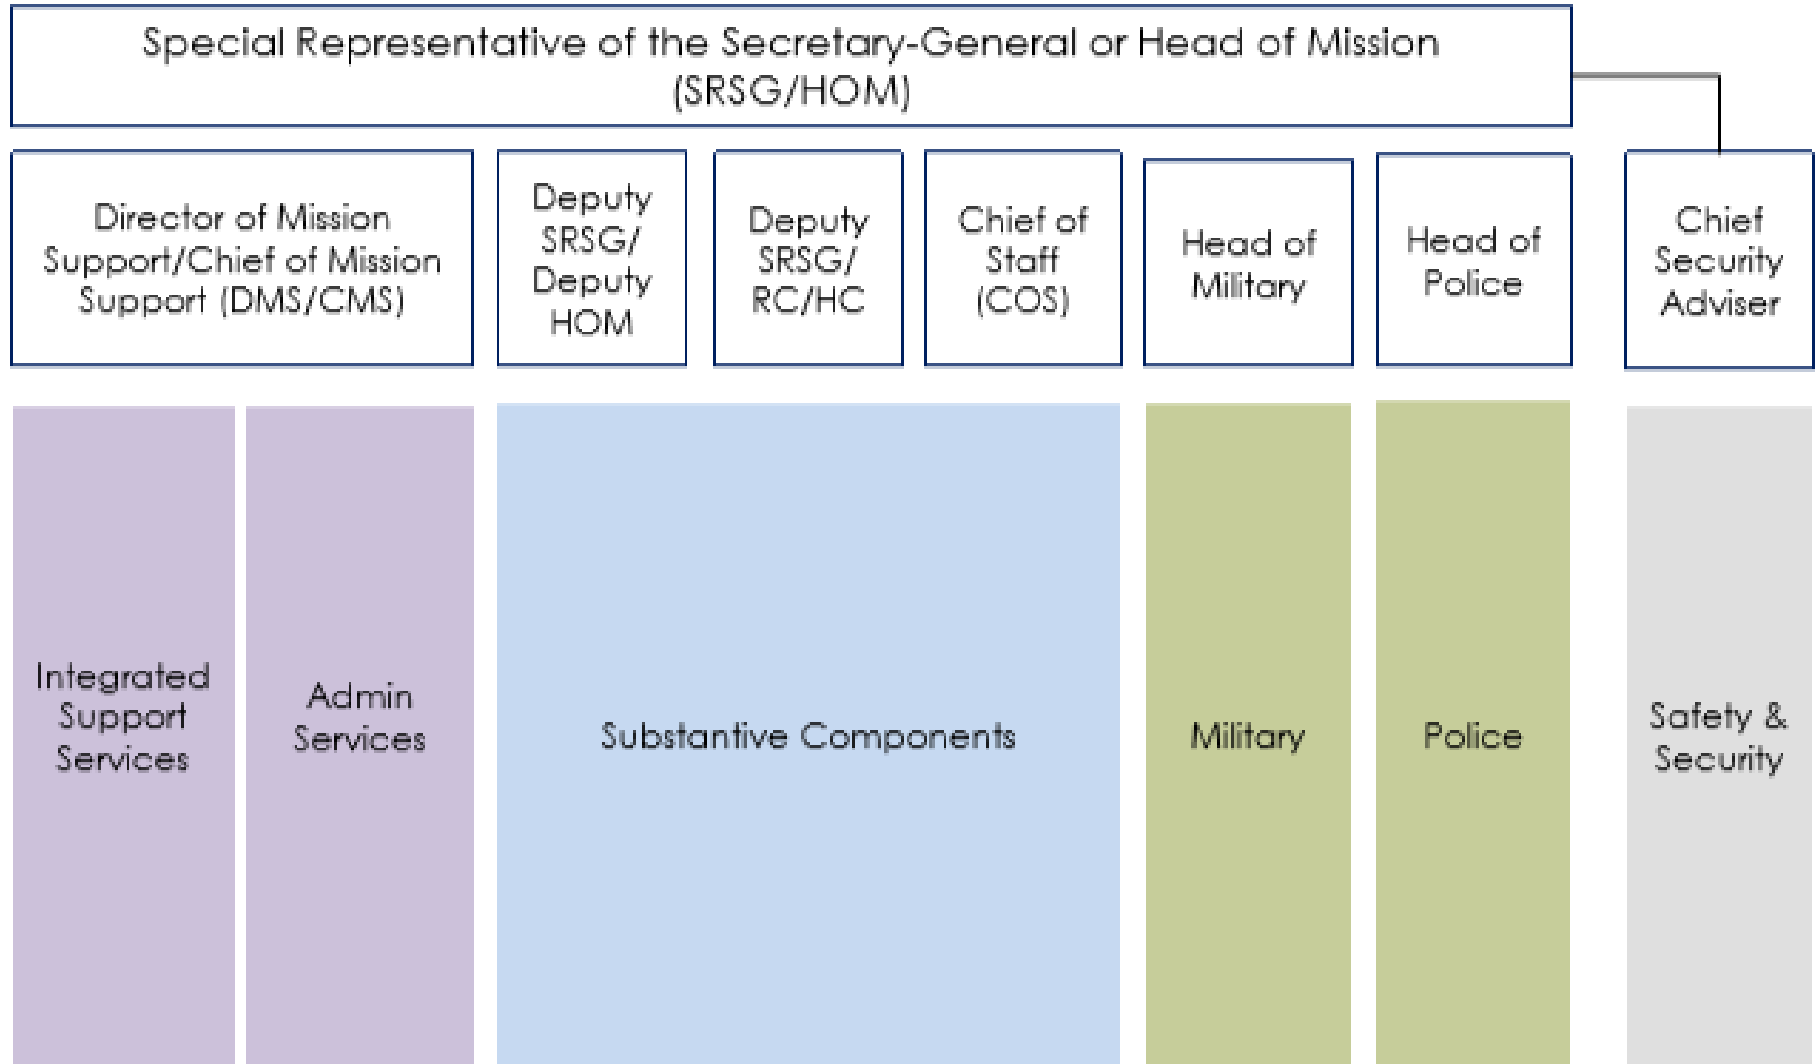 Special Representative of the Secretary-General or Head of Mission
(SRSG/HOM)
Director of Mission
Support/Chief of Mission
Support (DMS/CMS)
Deputy
SRSG/
Deputy
HOM
Deputy
SRSG/
RC/HC
Chief of
Staff
(COS)
Head of
Military
Head of
Police
Chief
Security
Adviser
Integrated
Support
Services
Admin
Services
Substantive Components
Military
Police
Safety &
Security